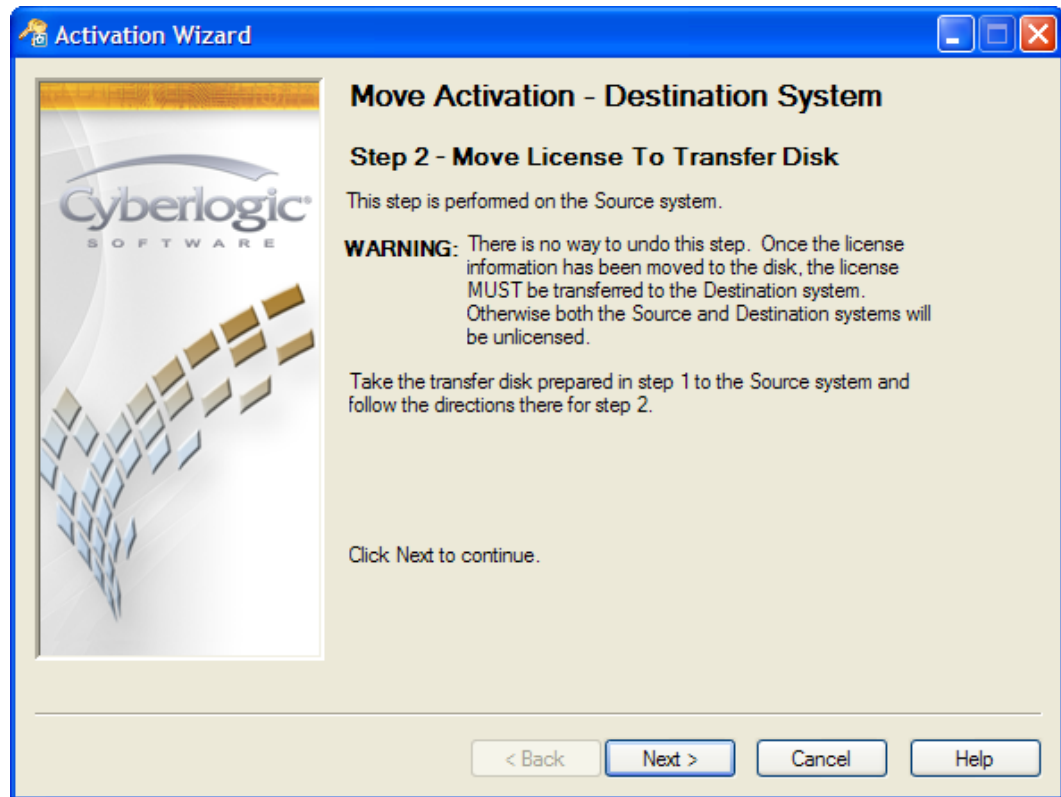 Activation Wizard
Move Activation - Destination System
Step 2 - Move License To Transfer Disk
This step is performed on the Source system.
WARNING: There is no way to undo this step. Once the license
information has been moved to the disk, the license
MUST be transferred to the Destination system.
Otherwise both the Source and Destination systems will
be unlicensed.
Take the transfer disk prepared in step 1 to the Source system and
follow the directions there for step 2.
Click Next to continue.
Cyberlogic®
SOFTWARE
< Back Next > Cancel Help